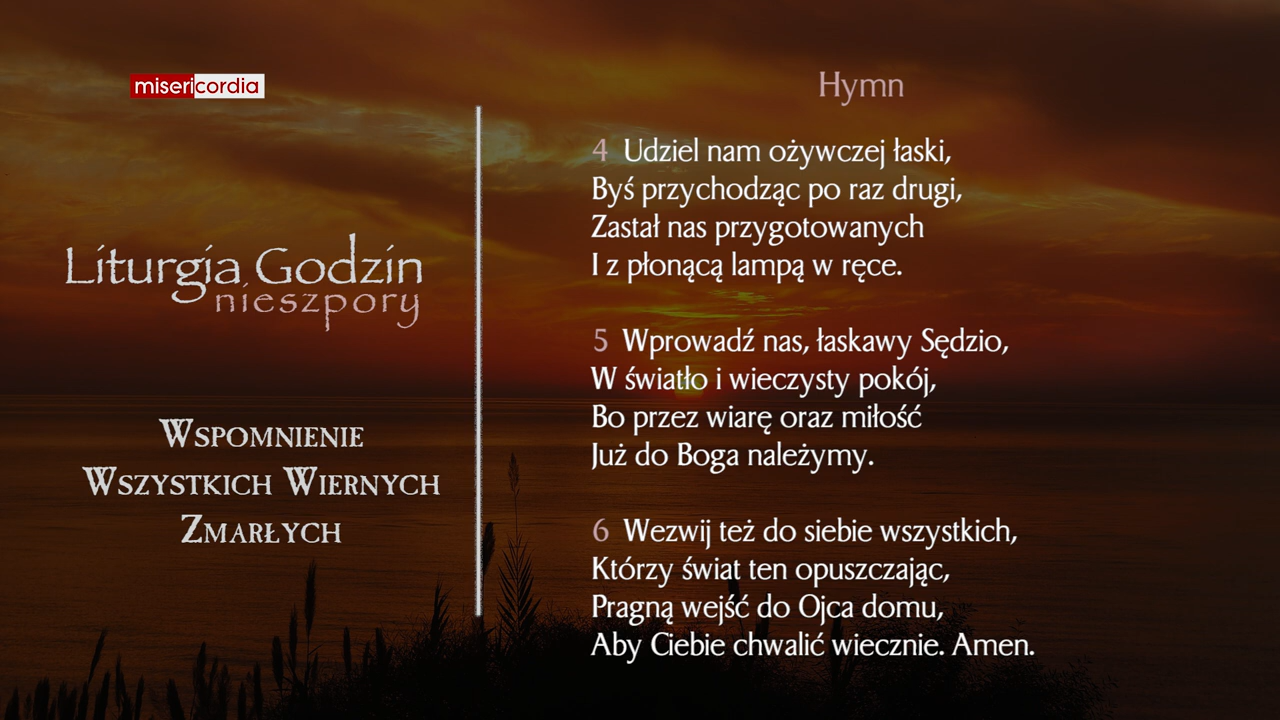 misericordia
Liturgia Godzin
nieszpory
Wspomnienie
Wszystkich Wiernych
Zmarłych
Hymn
4 Udziel nam ożywczej łaski,
Byś przychodząc po raz drugi,
Zastał nas przygotowanych
I z płonącą lampą w ręce.
5 Wprowadź nas, łaskawy Sędzio,
W światło i wieczysty pokój,
Bo przez wiarę oraz miłość
Już do Boga należymy.
6 Wezwij też do siebie wszystkich,
Którzy świat ten opuszczając,
Pragną wejść do Ojca domu,
Aby Ciebie chwalić wiecznie. Amen.